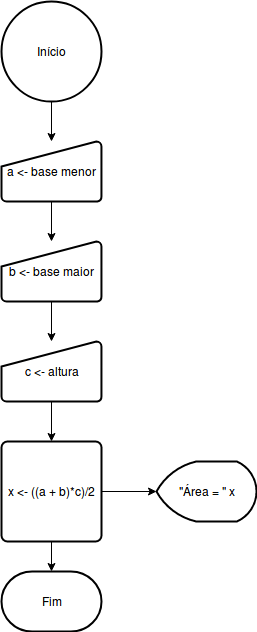 Início
a <- base menor
b <- base maior
c <- altura
x <- ((a + b)*c)/2
"Área = " x
Fim